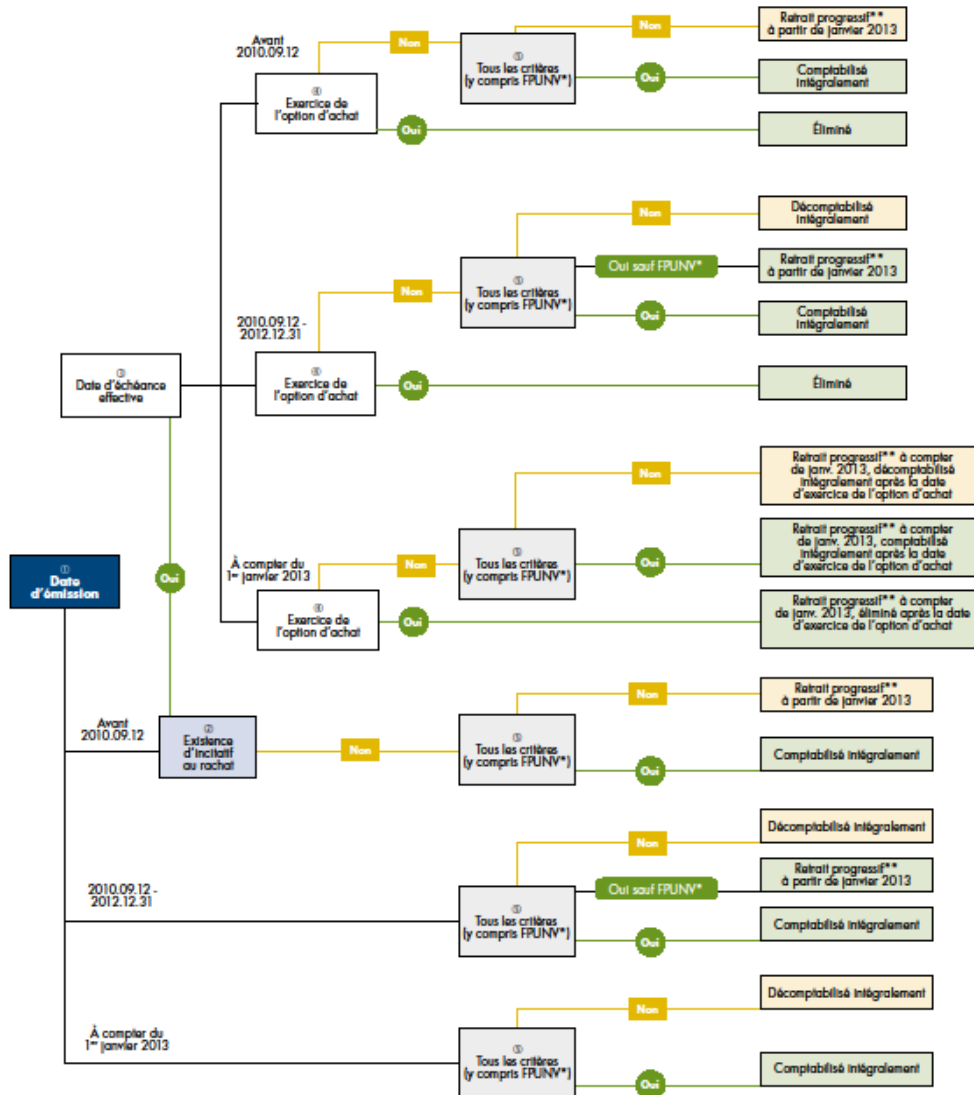 Avant
2010.09.12
Non
④
Exercice de
l'option d'achat
Oui
⑤
Tous les critères
(y compris FPUNV*)
Non
Oui
Retrait progressif**
à partir de janvier 2013
Comptabilisé
intégralement
Éliminé
2010.09.12 -
2012.12.31
Non
④
Exercice de
l'option d'achat
Oui
⑤
Tous les critères
(y compris FPUNV*)
Non
Oui sauf FPUNV*
Oui
Décomptabilisé
intégralement
Retrait progressif**
à partir de janvier 2013
Comptabilisé
intégralement
Éliminé
③
Date d'échéance
effective
Oui
À compter du
1er janvier 2013
Non
④
Exercice de
l'option d'achat
Oui
⑤
Tous les critères
(y compris FPUNV*)
Non
Oui
Retrait progressif** à compter
de janv. 2013, décomptabilisé
intégralement après la date
d'exercice de l'option d'achat
Retrait progressif** à compter
de janv. 2013, comptabilisé
intégralement après la date
d'exercice de l'option d'achat
Retrait progressif** à compter
de janv. 2013, éliminé après la date
d'exercice de l'option d'achat
①
Date
d'émission
Avant
2010.09.12
②
Existence
d'incitatif
au rachat
Non
⑤
Tous les critères
(y compris FPUNV*)
Non
Oui
Retrait progressif**
à partir de janvier 2013
Comptabilisé intégralement
2010.09.12 -
2012.12.31
⑤
Tous les critères
(y compris FPUNV*)
Non
Oui sauf FPUNV*
Oui
Décomptabilisé intégralement
Retrait progressif**
à partir de janvier 2013
Comptabilisé intégralement
À compter du
1er janvier 2013
⑤
Tous les critères
(y compris FPUNV*)
Non
Oui
Décomptabilisé intégralement
Comptabilisé intégralement